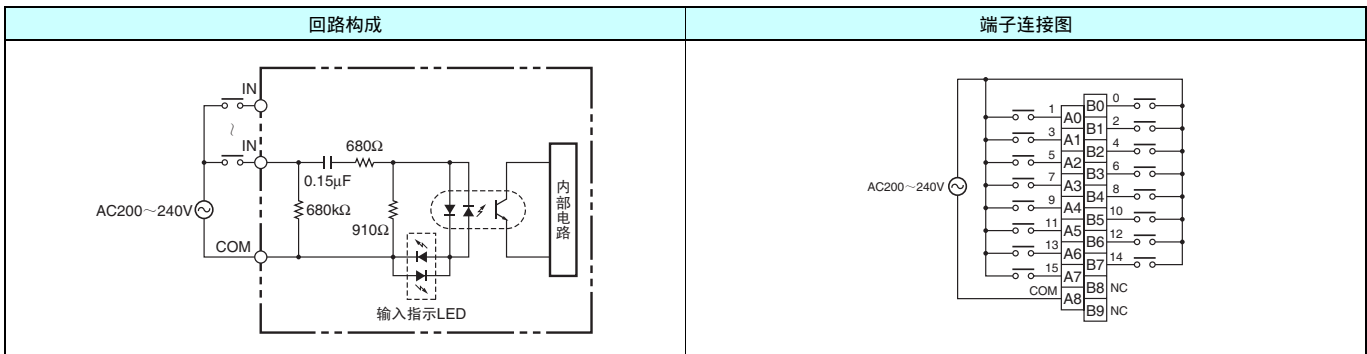 回路构成
端子连接图
IN
IN
680Ω
0.15μF
680kΩ
910Ω
AC200～240V
COM
内部电路
输入指示LED
AC200～240V
0
B0
1
A0
2
B1
3
A1
4
B2
5
A2
6
B3
7
A3
8
B4
9
A4
10
B5
11
A5
12
B6
13
A6
14
B7
15
A7
B8 NC
COM
A8
B9 NC